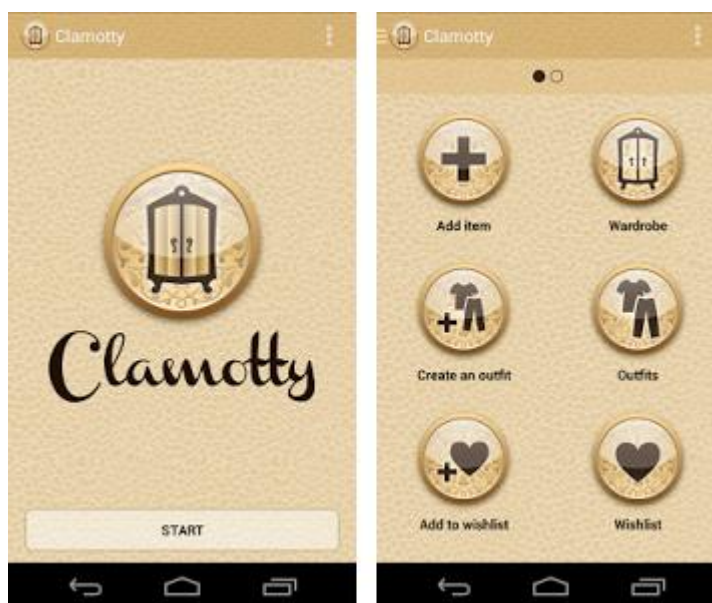 Clamotty
Clamotty
START
Clamotty
Add item
Wardrobe
Create an outfit
Outfits
Add to wishlist
Wishlist